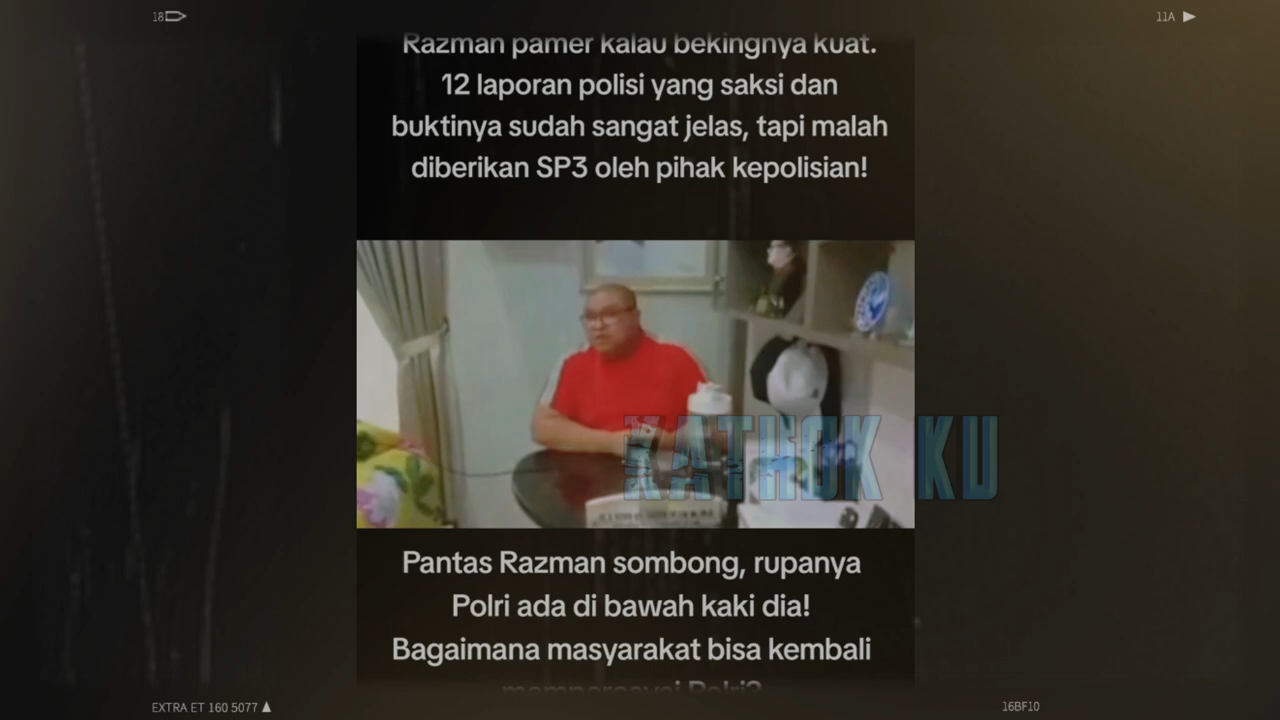 18
11A
Razman pamer kalau bekingnya kuat.
12 laporan polisi yang saksi dan
buktinya sudah sangat jelas, tapi malah
diberikan SP3 oleh pihak kepolisian!
KATHOK KU
Pantas Razman sombong, rupanya
Polri ada di bawah kaki dia!
Bagaimana masyarakat bisa kembali
mempercayai Polri?
EXTRA ET 160 5077
16BF10